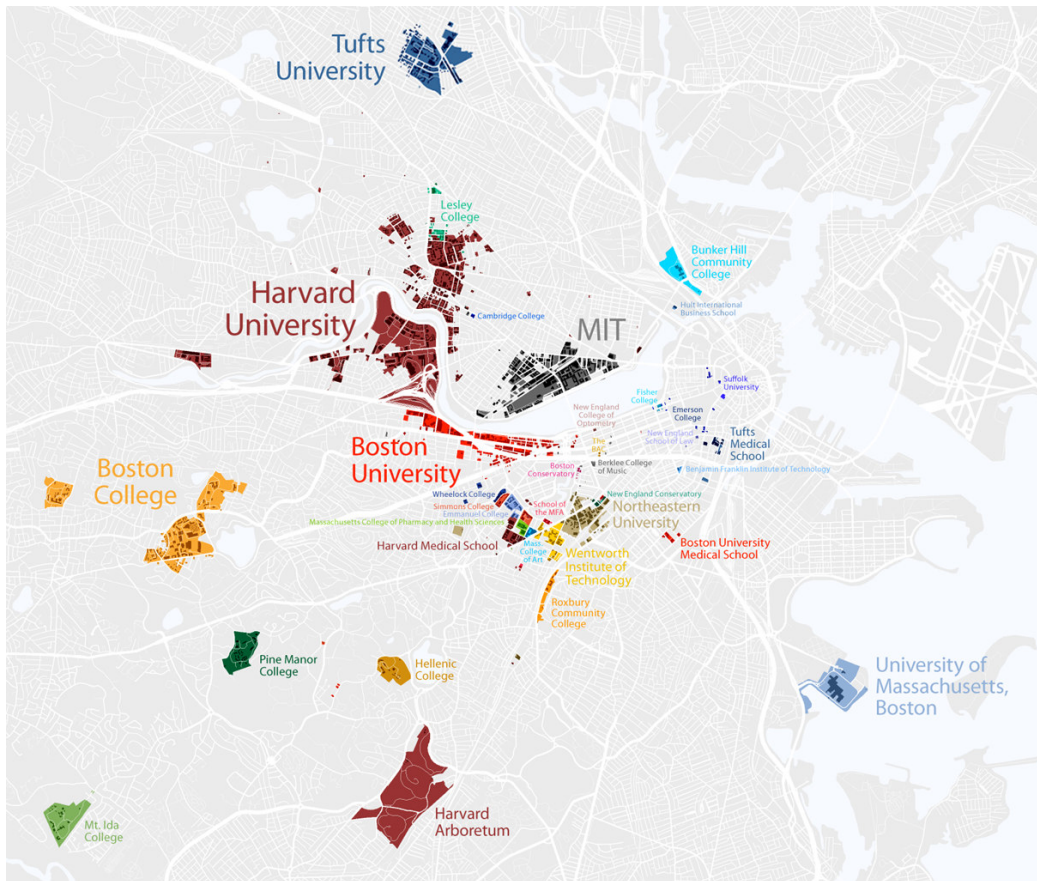 Tufts
University
Lesley
College
Bunker Hill
Community
College
Harvard
University
Hult International
Business School
Cambridge College
MIT
Suffolk
University
Fisher
College
Emerson
College
New England
College of
Optometry
New England
School of Law
Tufts
Medical
School
The
BAC
Boston
University
Berklee College
of Music
Boston
Conservatory
Benjamin Franklin Institute of Technology
Boston
College
Wheelock College
Simmons College
Emmanuel College
Massachusetts College of Pharmacy and Health Sciences
Harvard Medical School
School of
the MFA
New England Conservatory
Northeastern
University
Mass.
College
of Art
Wentworth
Institute of
Technology
Boston University
Medical School
Roxbury
Community
College
Pine Manor
College
Hellenic
College
University of
Massachusetts,
Boston
Harvard
Arboretum
Mt. Ida
College